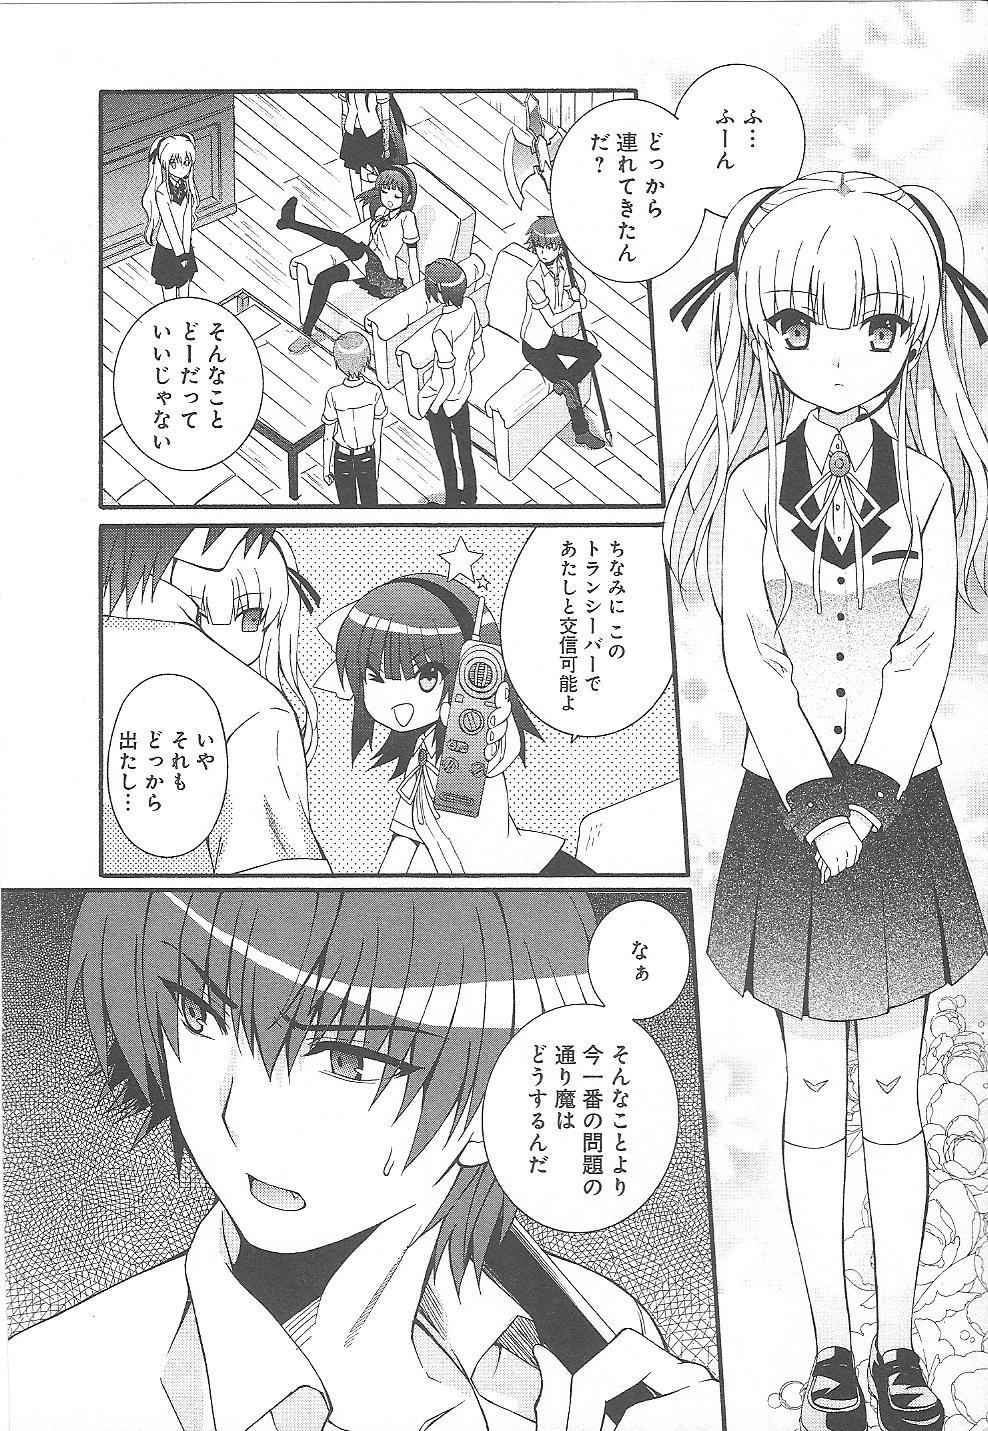 ふ…
ふーん
どっから
連れてきたん
だ?
そんなこと
どーだって
いいじゃない
ちなみに この
トランシーバーで
あたしと交信可能よ
いや
それも
どっから
出たし…
なぁ
そんなことより
今一番の問題の
通り魔は
どうするんだ